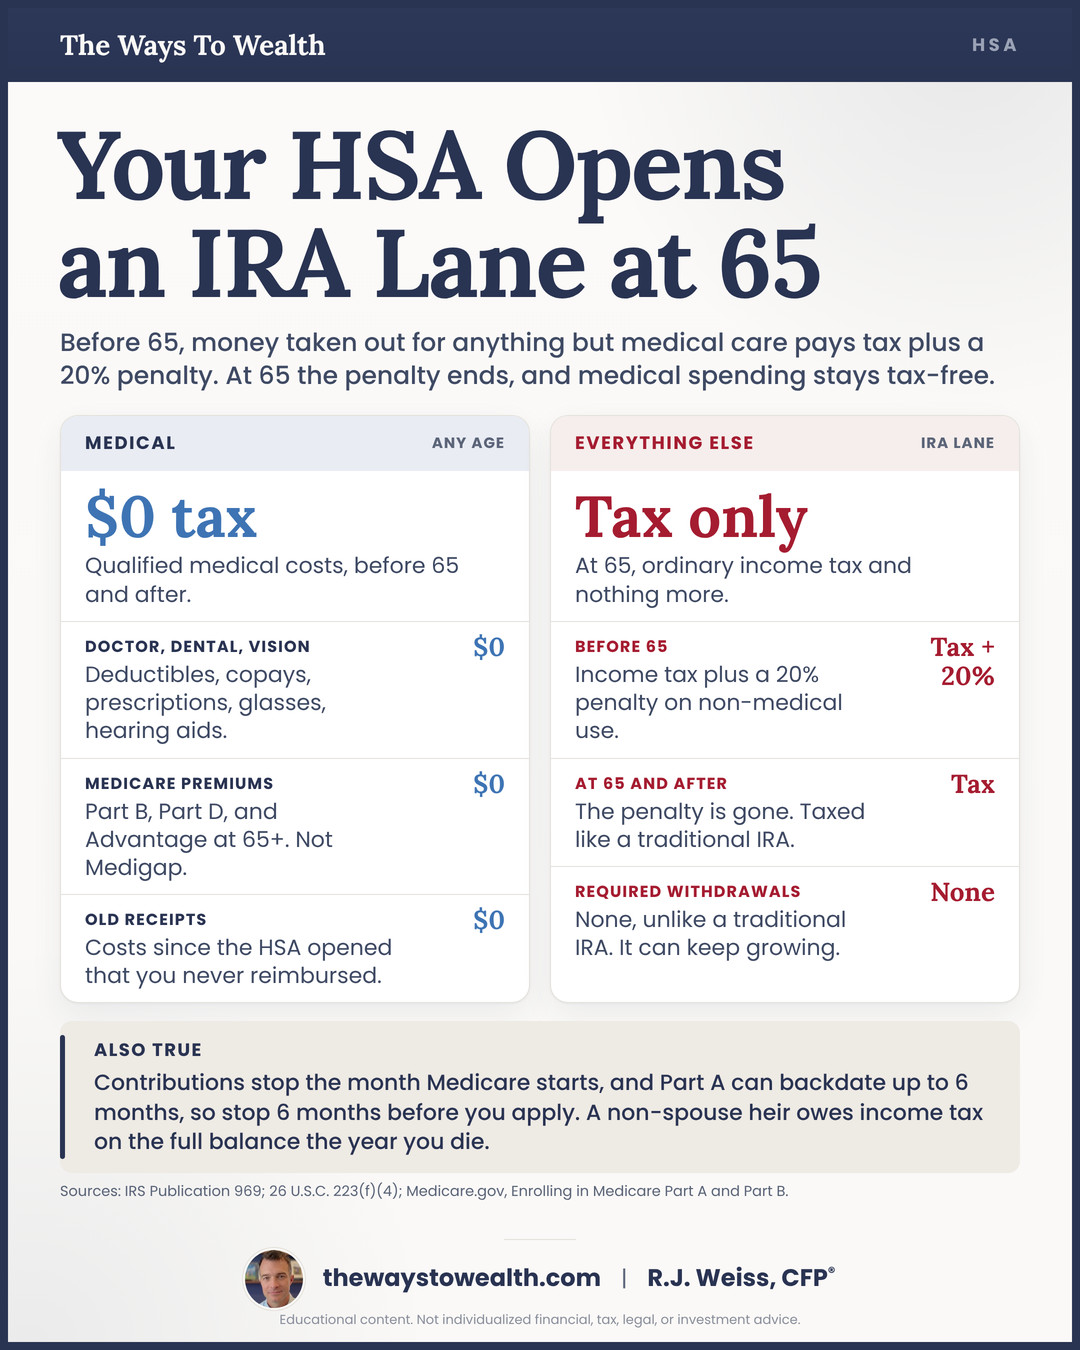 The Ways To Wealth
HSA
Your HSA Opens
an IRA Lane at 65
Before 65, money taken out for anything but medical care pays tax plus a
20% penalty. At 65 the penalty ends, and medical spending stays tax-free.
MEDICAL
ANY AGE
$0 tax
Qualified medical costs, before 65
and after.
DOCTOR, DENTAL, VISION
$0
Deductibles, copays,
prescriptions, glasses,
hearing aids.
MEDICARE PREMIUMS
$0
Part B, Part D, and
Advantage at 65+. Not
Medigap.
OLD RECEIPTS
$0
Costs since the HSA opened
that you never reimbursed.
EVERYTHING ELSE
IRA LANE
Tax only
At 65, ordinary income tax and
nothing more.
BEFORE 65
Tax +
20%
Income tax plus a 20%
penalty on non-medical
use.
AT 65 AND AFTER
Tax
The penalty is gone. Taxed
like a traditional IRA.
REQUIRED WITHDRAWALS
None
None, unlike a traditional
IRA. It can keep growing.
ALSO TRUE
Contributions stop the month Medicare starts, and Part A can backdate up to 6
months, so stop 6 months before you apply. A non-spouse heir owes income tax
on the full balance the year you die.
Sources: IRS Publication 969; 26 U.S.C. 223(f)(4); Medicare.gov, Enrolling in Medicare Part A and Part B.
thewaystowealth.com | R.J. Weiss, CFP®
Educational content. Not individualized financial, tax, legal, or investment advice.